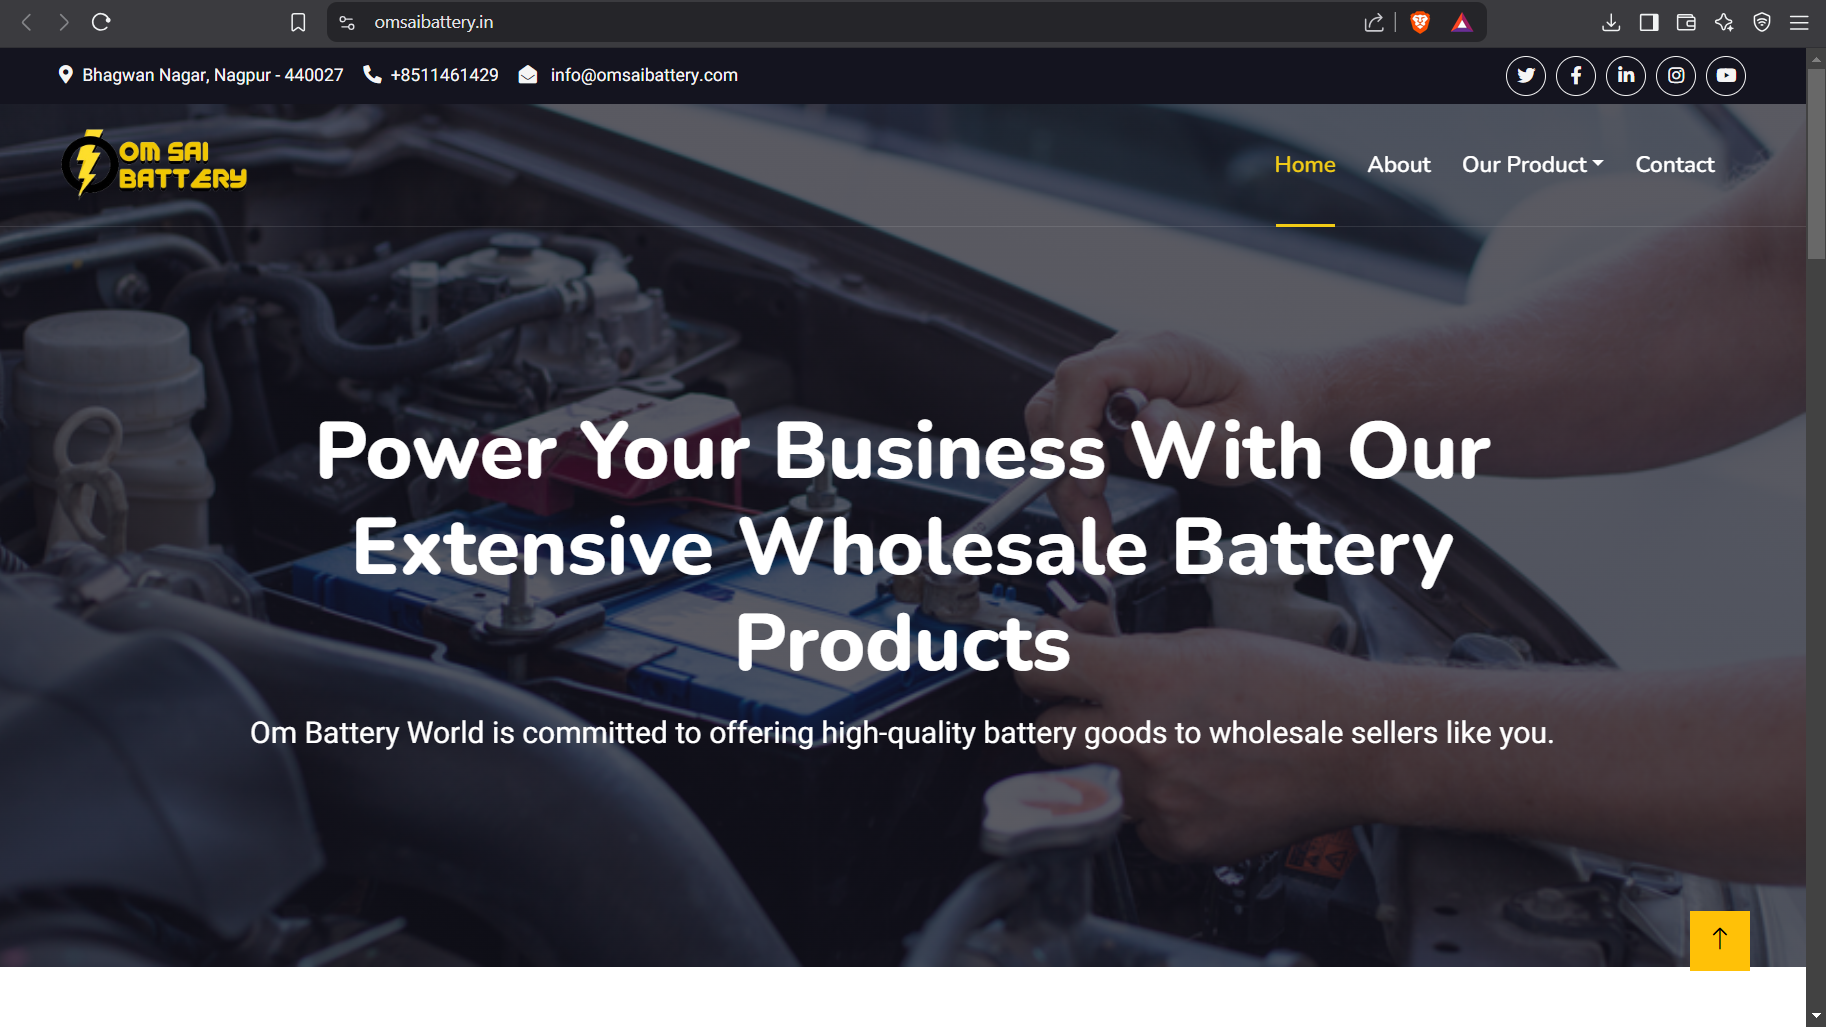 omsaibattery.in
Bhagwan Nagar, Nagpur - 440027 +8511461429 info@omsaibattery.com
OM SAI
BATTERY
Home About Our Product Contact
Power Your Business With Our
Extensive Wholesale Battery
Products
Om Battery World is committed to offering high-quality battery goods to wholesale sellers like you.